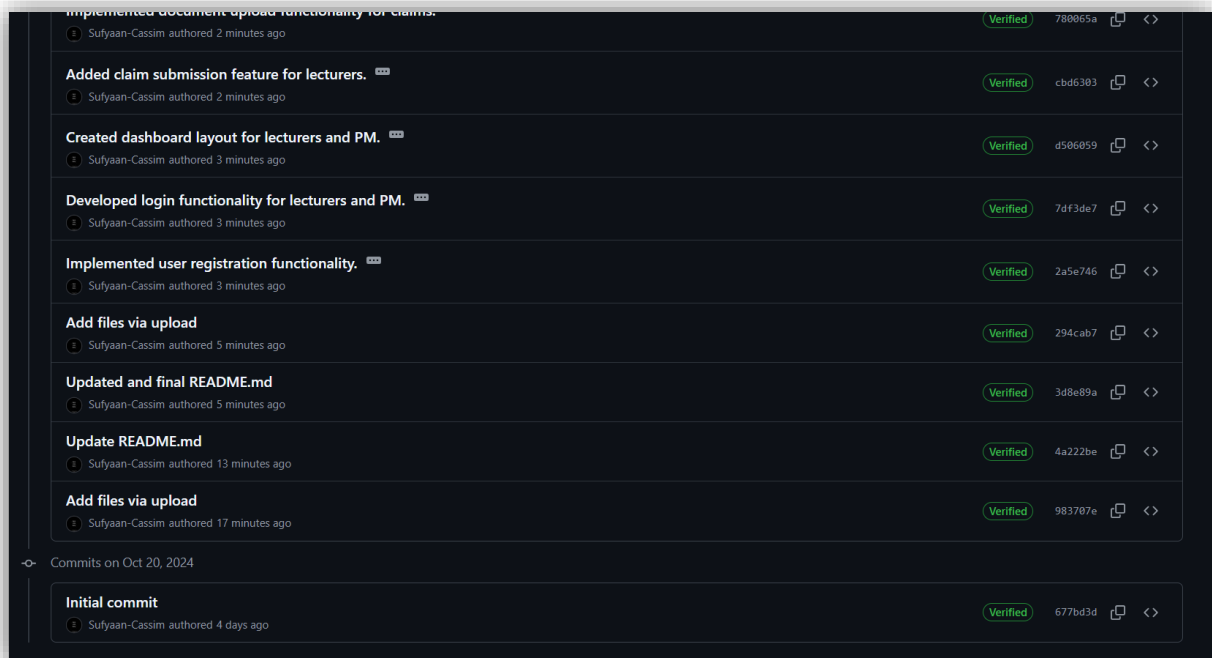 Implemented document upload functionality for claims.
Sufyaan-Cassim authored 2 minutes ago
Verified 780065a
Added claim submission feature for lecturers.
Sufyaan-Cassim authored 2 minutes ago
Verified cbd6303
Created dashboard layout for lecturers and PM.
Sufyaan-Cassim authored 3 minutes ago
Verified d506059
Developed login functionality for lecturers and PM.
Sufyaan-Cassim authored 3 minutes ago
Verified 7df3de7
Implemented user registration functionality.
Sufyaan-Cassim authored 3 minutes ago
Verified 2a5e746
Add files via upload
Sufyaan-Cassim authored 5 minutes ago
Verified 294cab7
Updated and final README.md
Sufyaan-Cassim authored 5 minutes ago
Verified 3d8e89a
Update README.md
Sufyaan-Cassim authored 13 minutes ago
Verified 4a222be
Add files via upload
Sufyaan-Cassim authored 17 minutes ago
Verified 983707e
Commits on Oct 20, 2024
Initial commit
Sufyaan-Cassim authored 4 days ago
Verified 677bd3d